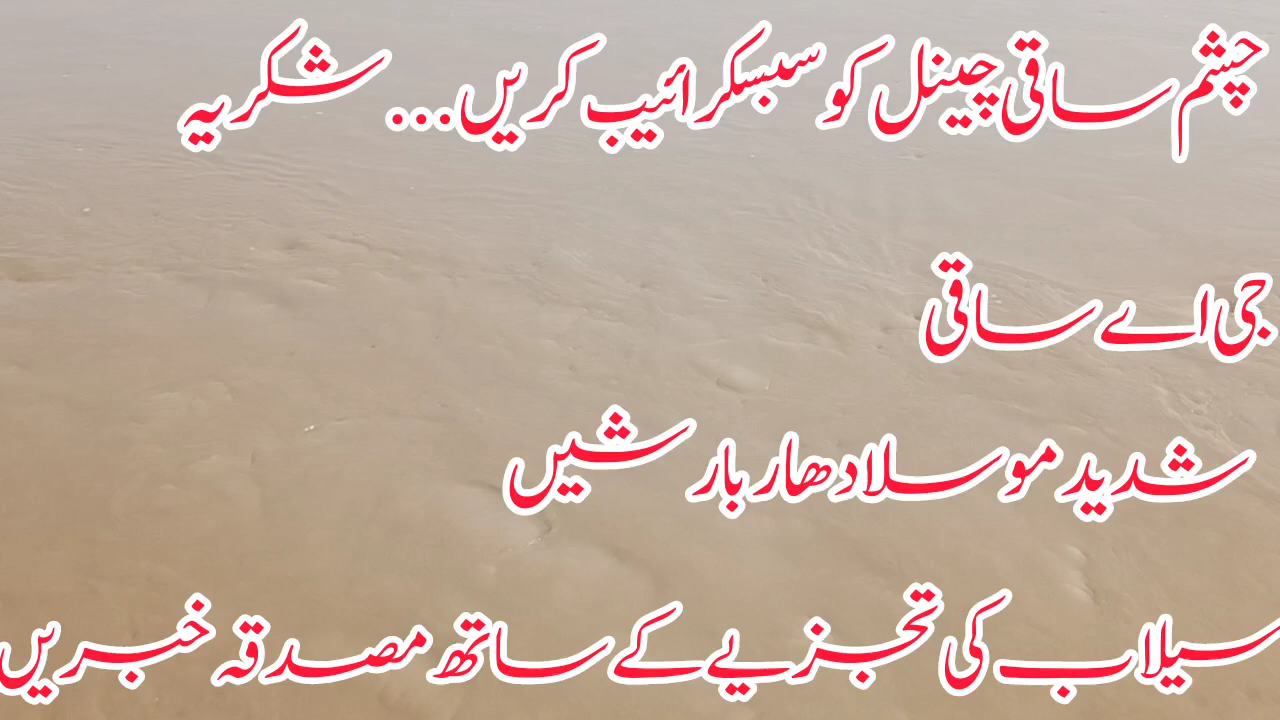 چشم ساقی چینل کو سبسکرائیب کریں... شکریہ
جی اے ساقی
شدید موسلادھار بارشیں
سیلاب کی تجزیے کے ساتھ مصدقہ خبریں